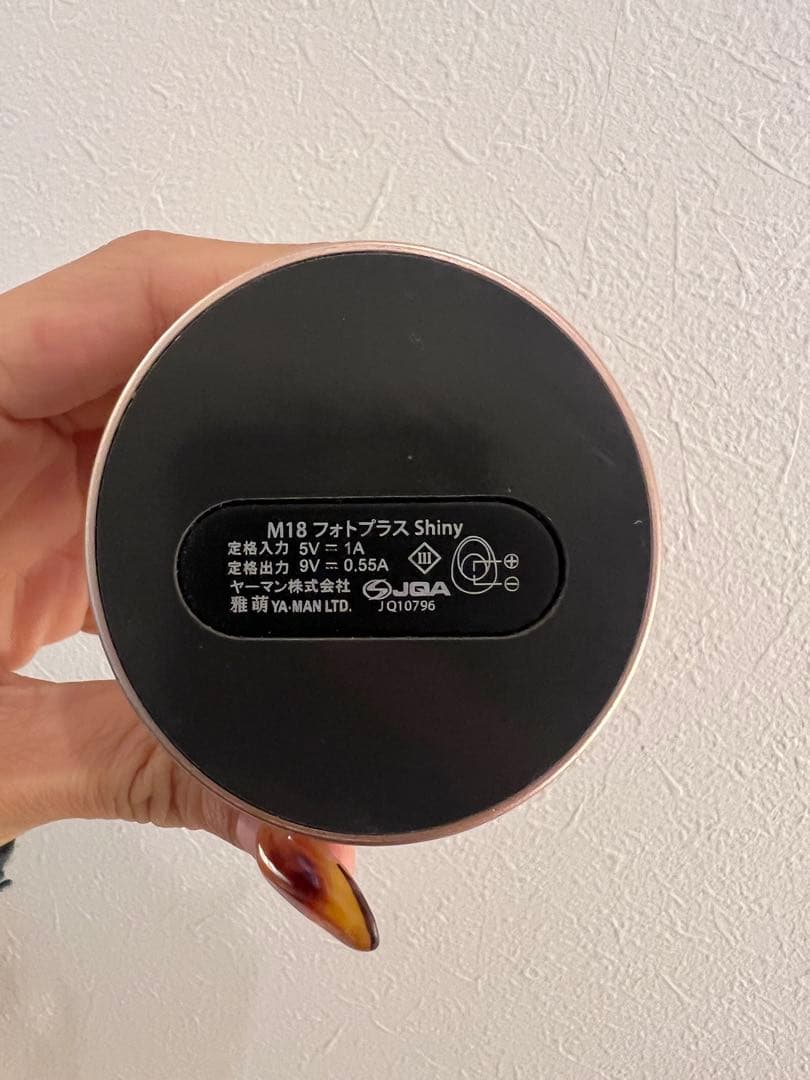 M18 フォトプラス Shiny
定格入力 5V⎓1A
定格出力 9V⎓0.55A
III
ヤーマン株式会社
JQA
雅萌 YA·MAN LTD.
JQ10796